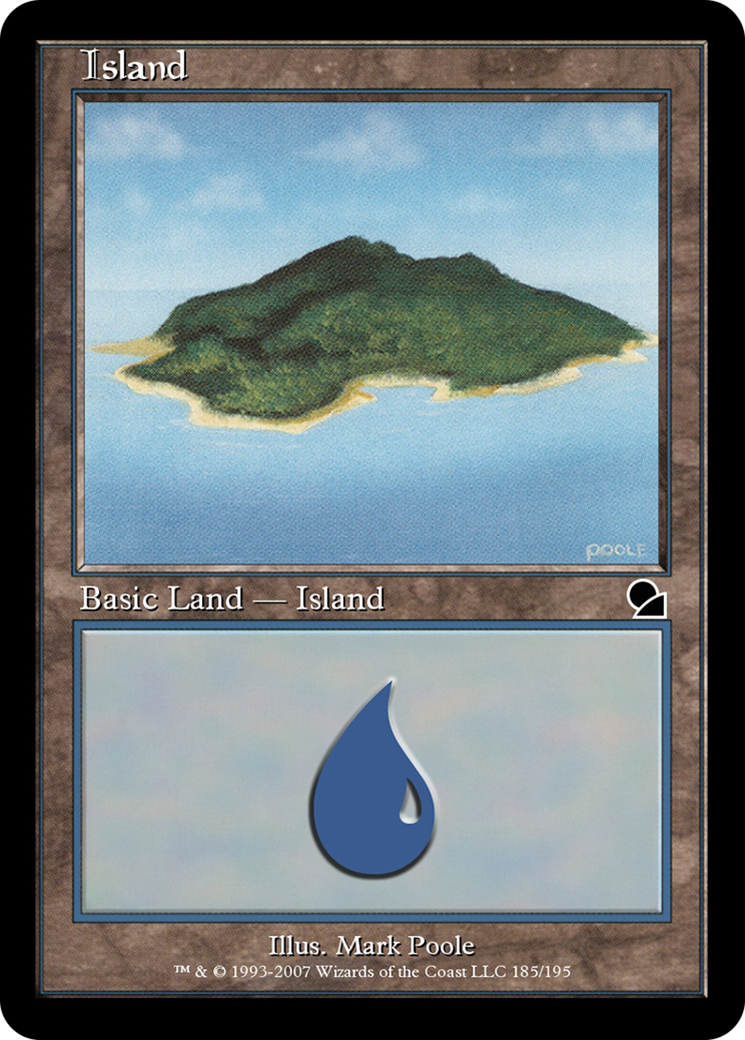 Island
POOLE
Basic Land — Island
Illus. Mark Poole
™ & © 1993-2007 Wizards of the Coast LLC 185/195